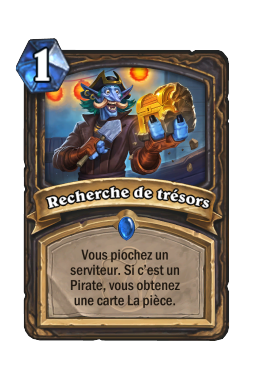 1
Recherche de trésors
Vous piochez un
serviteur. Si c'est un
Pirate, vous obtenez
une carte La pièce.